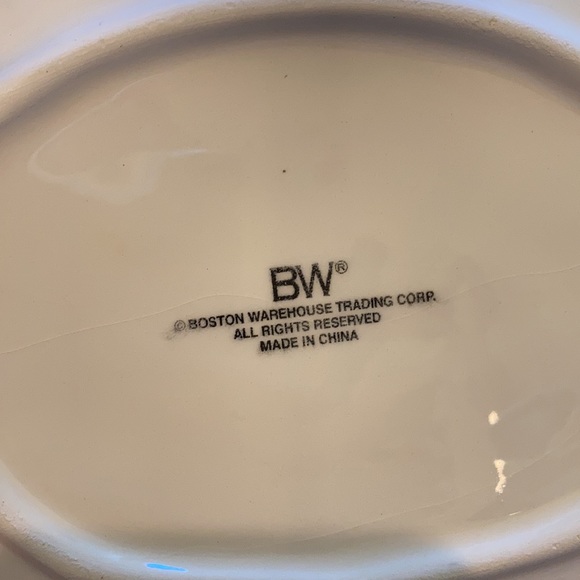 BW®
© BOSTON WAREHOUSE TRADING CORP.
ALL RIGHTS RESERVED
MADE IN CHINA